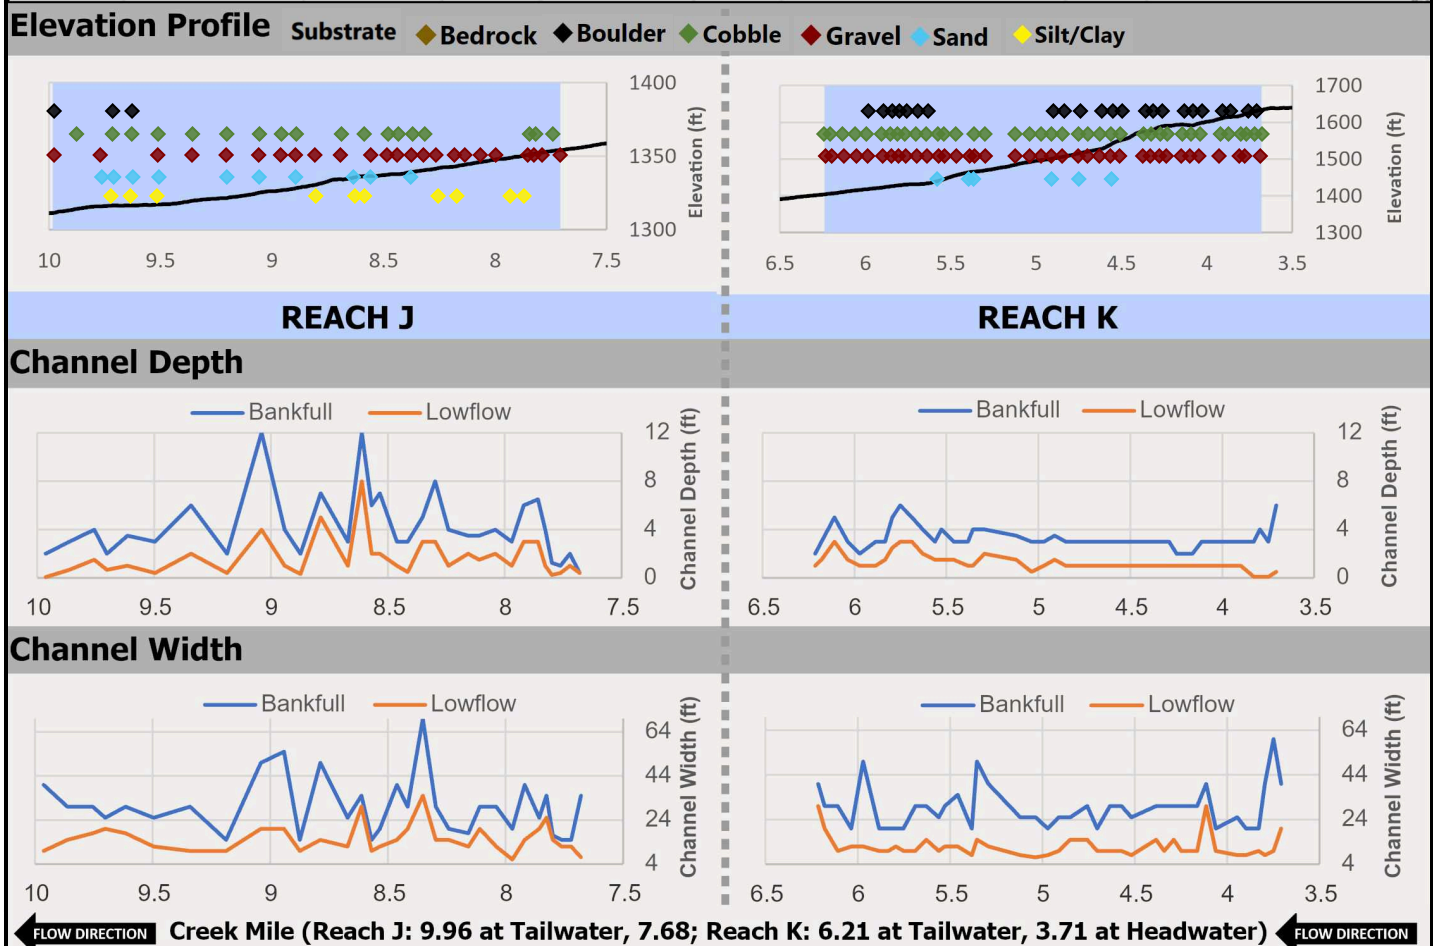 Elevation Profile Substrate Bedrock Boulder Cobble Gravel Sand Silt/Clay
1400
1350
1300
Elevation (ft)
10 9.5 9 8.5 8 7.5
1700
1600
1500
1400
1300
Elevation (ft)
6.5 6 5.5 5 4.5 4 3.5
REACH J REACH K
Channel Depth
Bankfull Lowflow
12
8
4
0
Channel Depth (ft)
10 9.5 9 8.5 8 7.5
Bankfull Lowflow
12
8
4
0
Channel Depth (ft)
6.5 6 5.5 5 4.5 4 3.5
Channel Width
Bankfull Lowflow
64
44
24
4
Channel Width (ft)
10 9.5 9 8.5 8 7.5
Bankfull Lowflow
64
44
24
4
Channel Width (ft)
6.5 6 5.5 5 4.5 4 3.5
FLOW DIRECTION Creek Mile (Reach J: 9.96 at Tailwater, 7.68; Reach K: 6.21 at Tailwater, 3.71 at Headwater) FLOW DIRECTION